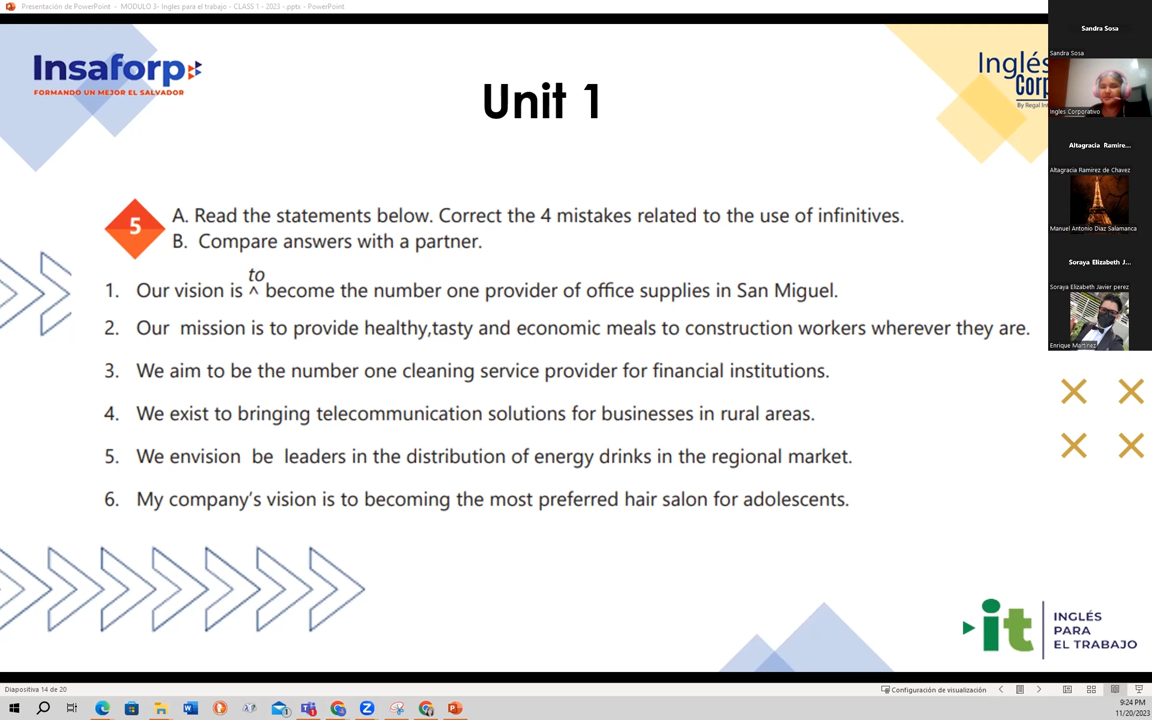 Presentación de PowerPoint - MODULO 3- Ingles para el trabajo - CLASS 1 - 2023 -.pptx - PowerPoint
Insaforp
FORMANDO UN MEJOR EL SALVADOR
Unit 1
Inglés
Corp
By Regal Int
Sandra Sosa
Sandra Sosa
Ingles Corporativo
Altagracia Ramire...
Altagracia Ramirez de Chavez
Manuel Antonio Diaz Salamanca
Soraya Elizabeth J...
Soraya Elizabeth Javier perez
Enrique Martinez
5
A. Read the statements below. Correct the 4 mistakes related to the use of infinitives.
B. Compare answers with a partner.
to
1. Our vision is ^ become the number one provider of office supplies in San Miguel.
2. Our mission is to provide healthy,tasty and economic meals to construction workers wherever they are.
3. We aim to be the number one cleaning service provider for financial institutions.
4. We exist to bringing telecommunication solutions for businesses in rural areas.
5. We envision be leaders in the distribution of energy drinks in the regional market.
6. My company's vision is to becoming the most preferred hair salon for adolescents.
it
INGLÉS
PARA
EL TRABAJO
Diapositiva 14 de 20
Configuración de visualización
9:24 PM
11/20/2023